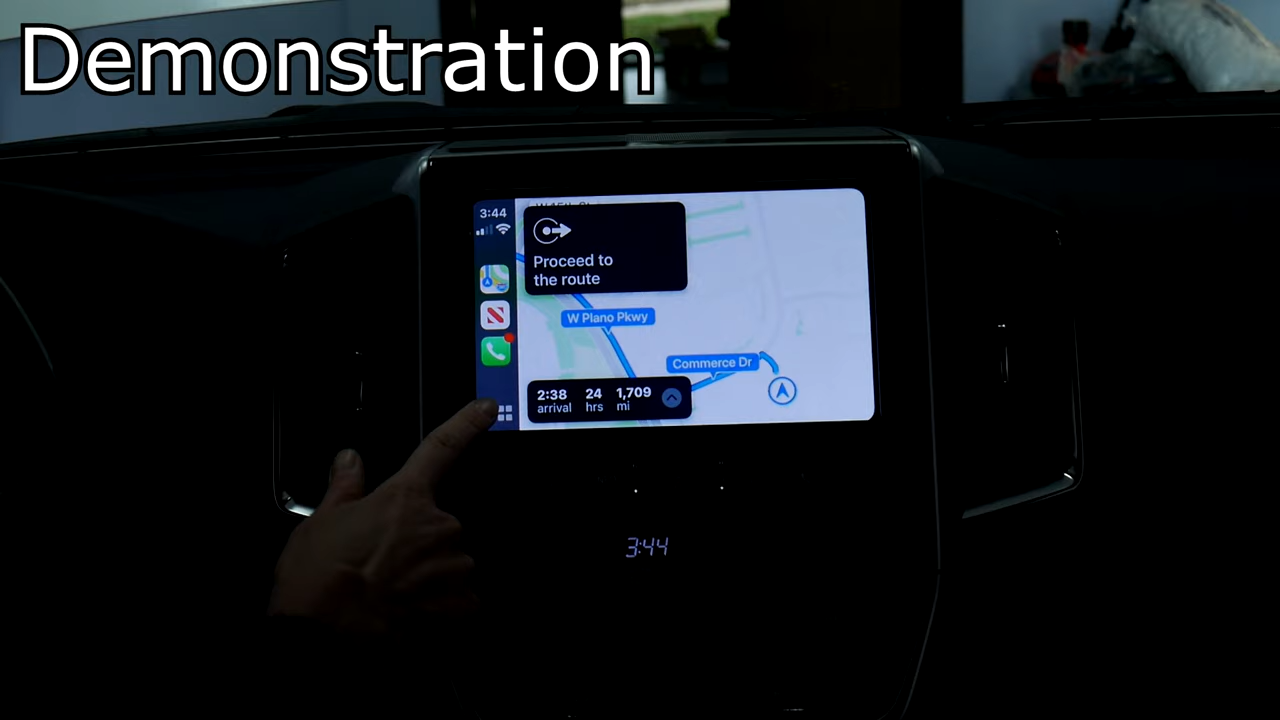 Demonstration
3:44
Proceed to
the route
W Plano Pkwy
Commerce Dr
2:38 24 1,709
arrival hrs mi
3:44